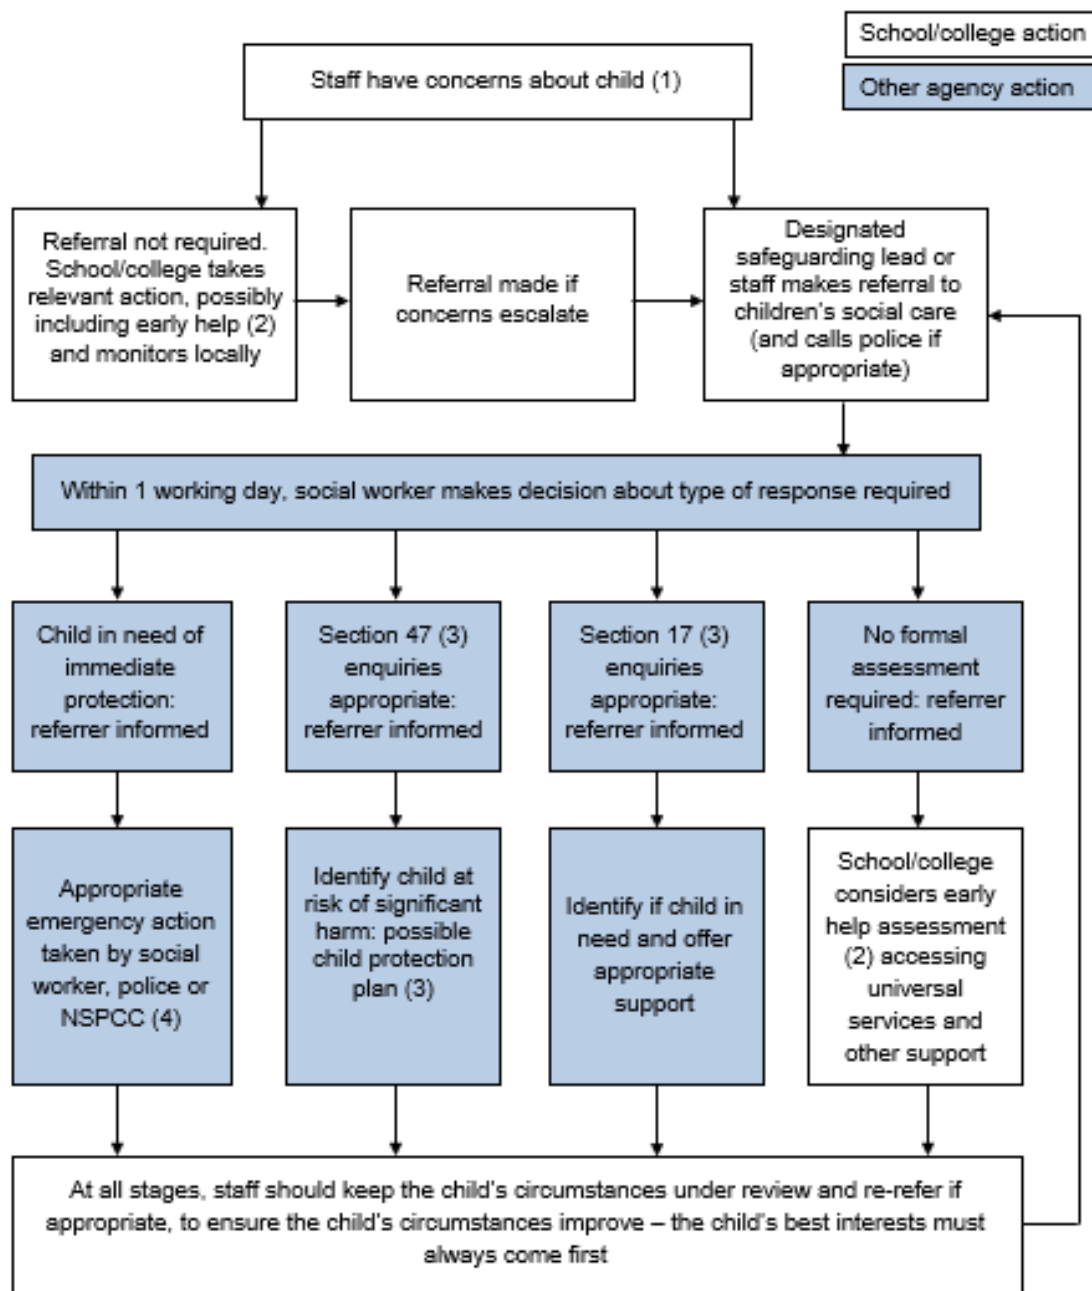 School/college action
Other agency action
Staff have concerns about child (1)
Referral not required.
School/college takes
relevant action, possibly
including early help (2)
and monitors locally
Referral made if
concerns escalate
Designated
safeguarding lead or
staff makes referral to
children’s social care
(and calls police if
appropriate)
Within 1 working day, social worker makes decision about type of response required
Child in need of
immediate
protection:
referrer informed
Section 47 (3)
enquiries
appropriate:
referrer informed
Section 17 (3)
enquiries
appropriate:
referrer informed
No formal
assessment
required: referrer
informed
Appropriate
emergency action
taken by social
worker, police or
NSPCC (4)
Identify child at
risk of significant
harm: possible
child protection
plan (3)
Identify if child in
need and offer
appropriate
support
School/college
considers early
help assessment
(2) accessing
universal
services and
other support
At all stages, staff should keep the child’s circumstances under review and re-refer if
appropriate, to ensure the child’s circumstances improve – the child’s best interests must
always come first